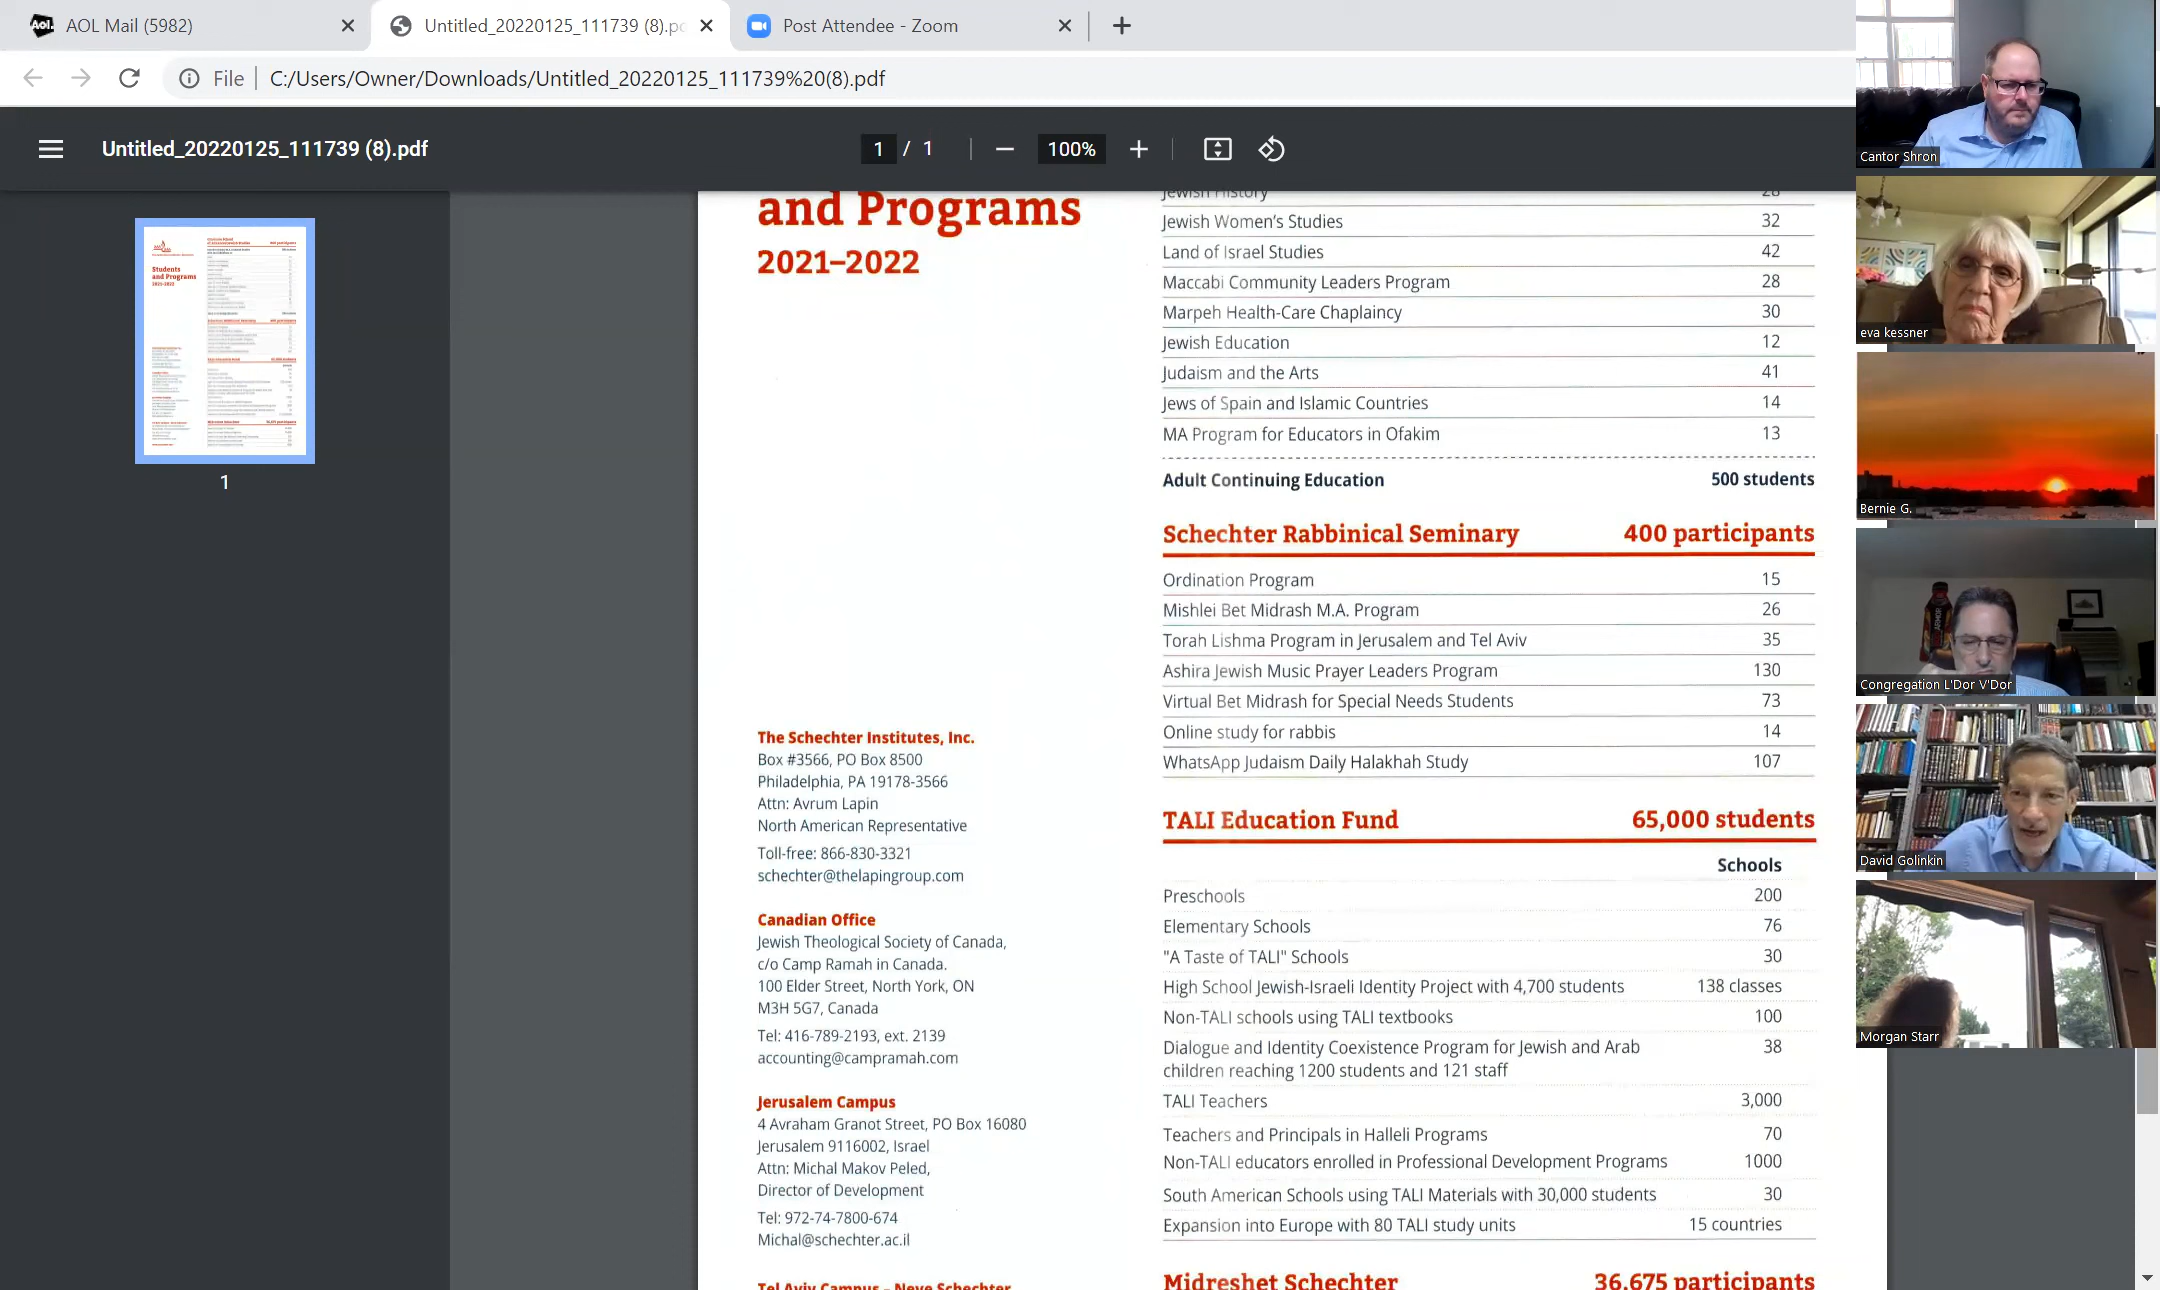 AOL Mail (5982)
Untitled_20220125_111739 (8).pc
Post Attendee - Zoom
File
C:/Users/Owner/Downloads/Untitled_20220125_111739%20(8).pdf
Untitled_20220125_111739 (8).pdf
1 / 1
100%
1
and Programs
2021–2022
The Schechter Institutes, Inc.
Box #3566, PO Box 8500
Philadelphia, PA 19178-3566
Attn: Avrum Lapin
North American Representative
Toll-free: 866-830-3321
schechter@thelapingroup.com
Canadian Office
Jewish Theological Society of Canada,
c/o Camp Ramah in Canada.
100 Elder Street, North York, ON
M3H 5G7, Canada
Tel: 416-789-2193, ext. 2139
accounting@campramah.com
Jerusalem Campus
4 Avraham Granot Street, PO Box 16080
Jerusalem 9116002, Israel
Attn: Michal Makov Peled,
Director of Development
Tel: 972-74-7800-674
Michal@schechter.ac.il
Tel Aviv Campus – Neve Schechter
Jewish History 28
Jewish Women's Studies 32
Land of Israel Studies 42
Maccabi Community Leaders Program 28
Marpeh Health-Care Chaplaincy 30
Jewish Education 12
Judaism and the Arts 41
Jews of Spain and Islamic Countries 14
MA Program for Educators in Ofakim 13
Adult Continuing Education 500 students
Schechter Rabbinical Seminary 400 participants
Ordination Program 15
Mishlei Bet Midrash M.A. Program 26
Torah Lishma Program in Jerusalem and Tel Aviv 35
Ashira Jewish Music Prayer Leaders Program 130
Virtual Bet Midrash for Special Needs Students 73
Online study for rabbis 14
WhatsApp Judaism Daily Halakhah Study 107
TALI Education Fund 65,000 students
Schools
Preschools 200
Elementary Schools 76
"A Taste of TALI" Schools 30
High School Jewish-Israeli Identity Project with 4,700 students 138 classes
Non-TALI schools using TALI textbooks 100
Dialogue and Identity Coexistence Program for Jewish and Arab 38
children reaching 1200 students and 121 staff
TALI Teachers 3,000
Teachers and Principals in Halleli Programs 70
Non-TALI educators enrolled in Professional Development Programs 1000
South American Schools using TALI Materials with 30,000 students 30
Expansion into Europe with 80 TALI study units 15 countries
Midreshet Schechter 36,675 participants
Cantor Shron
eva kessner
Bernie G.
Congregation L'Dor V'Dor
David Golinkin
Morgan Starr